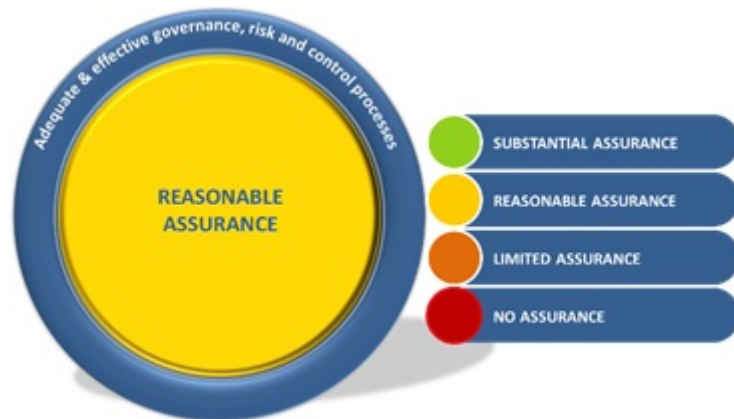 Adequate & effective governance, risk and control processes
REASONABLE
ASSURANCE
SUBSTANTIAL ASSURANCE
REASONABLE ASSURANCE
LIMITED ASSURANCE
NO ASSURANCE